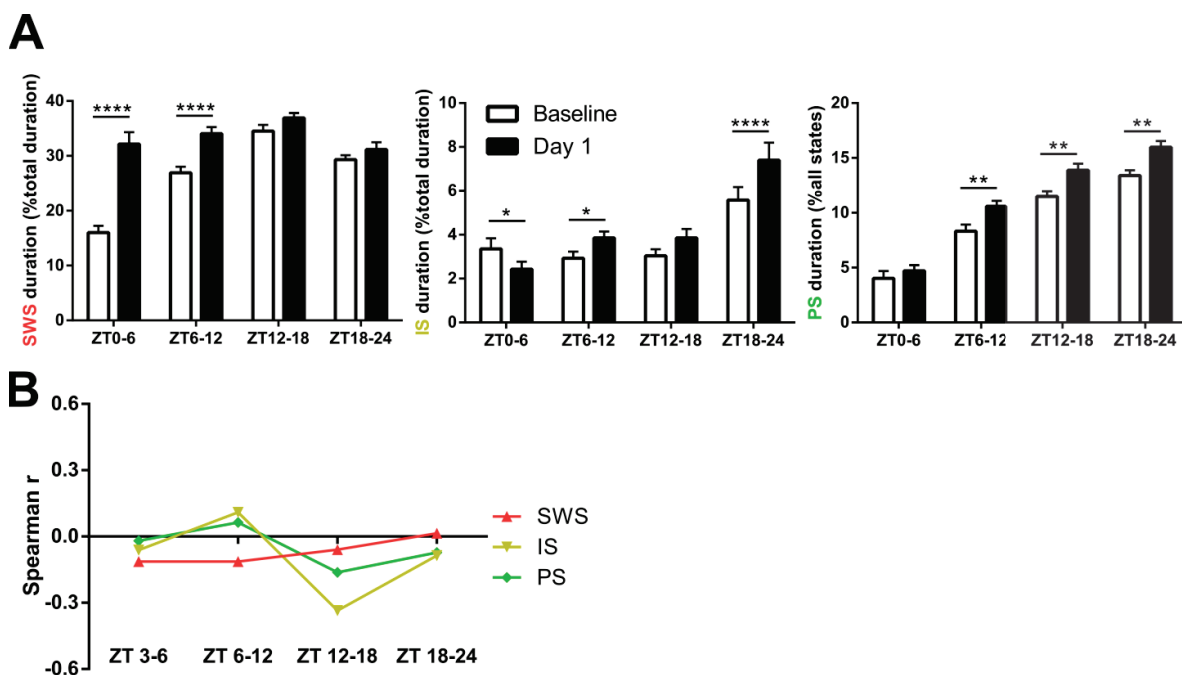 A
SWS duration (%total duration)
40
30
20
10
0
**** ****
ZT0-6 ZT6-12 ZT12-18 ZT18-24
IS duration (%total duration)
10
8
6
4
2
0
Baseline
Day 1
* * ****
ZT0-6 ZT6-12 ZT12-18 ZT18-24
PS duration (%all states)
20
15
10
5
0
** ** **
ZT0-6 ZT6-12 ZT12-18 ZT18-24
B
Spearman r
0.6
0.3
0.0
-0.3
-0.6
ZT 3-6 ZT 6-12 ZT 12-18 ZT 18-24
SWS
IS
PS